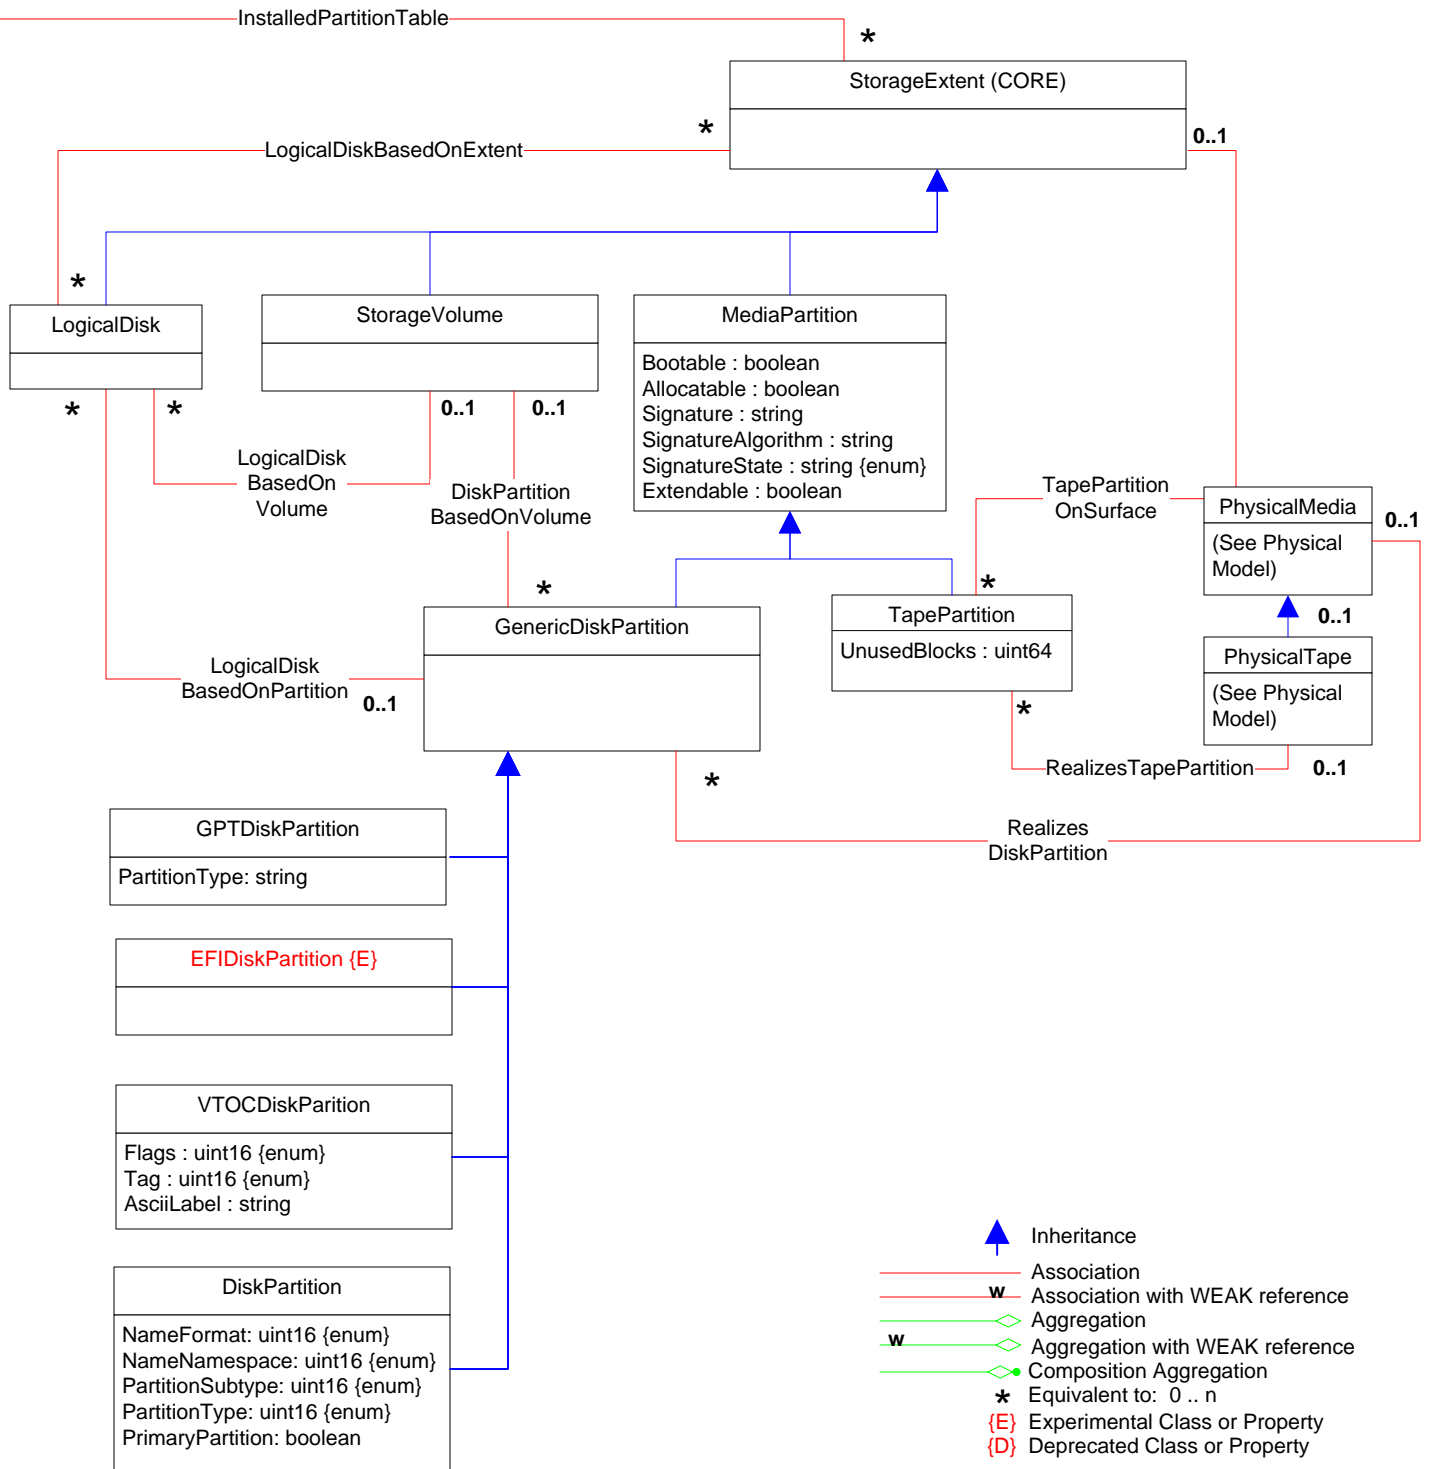 InstalledPartitionTable
*
StorageExtent (CORE)
*
0..1
LogicalDiskBasedOnExtent
*
LogicalDisk
StorageVolume
MediaPartition
Bootable : boolean
Allocatable : boolean
Signature : string
SignatureAlgorithm : string
SignatureState : string {enum}
Extendable : boolean
*
*
0..1
0..1
LogicalDisk
BasedOn
Volume
DiskPartition
BasedOnVolume
TapePartition
OnSurface
PhysicalMedia
(See Physical
Model)
0..1
*
*
GenericDiskPartition
TapePartition
UnusedBlocks : uint64
0..1
PhysicalTape
(See Physical
Model)
LogicalDisk
BasedOnPartition
0..1
*
RealizesTapePartition
0..1
*
Realizes
DiskPartition
GPTDiskPartition
PartitionType: string
EFIDiskPartition {E}
VTOCDiskParition
Flags : uint16 {enum}
Tag : uint16 {enum}
AsciiLabel : string
DiskPartition
NameFormat: uint16 {enum}
NameNamespace: uint16 {enum}
PartitionSubtype: uint16 {enum}
PartitionType: uint16 {enum}
PrimaryPartition: boolean
Inheritance
Association
w Association with WEAK reference
Aggregation
w Aggregation with WEAK reference
Composition Aggregation
* Equivalent to: 0 .. n
{E} Experimental Class or Property
{D} Deprecated Class or Property